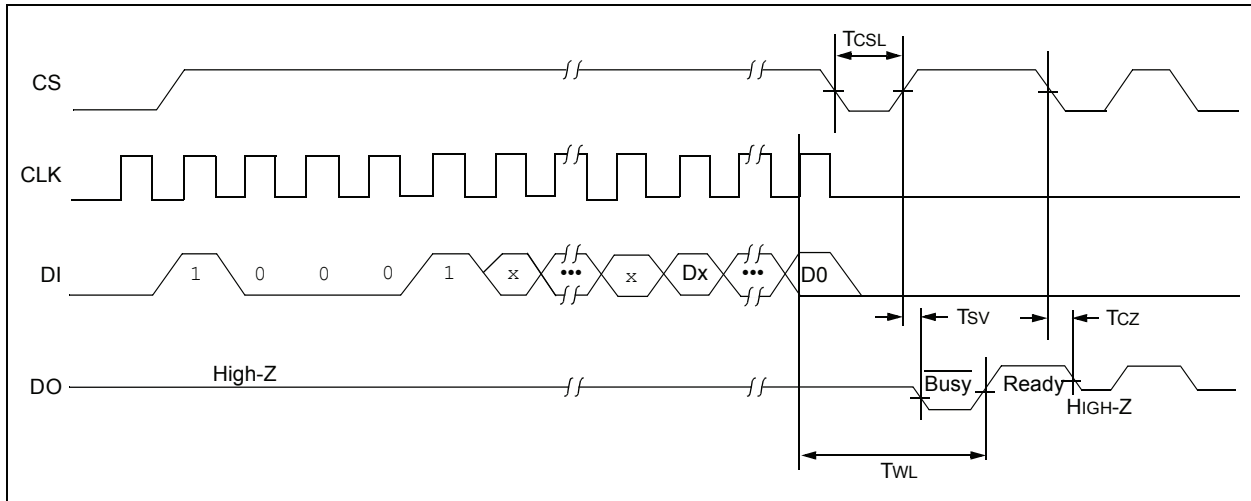 TCSL
CS
CLK
DI
1 0 0 0 1 x ••• x Dx ••• D0
TSV
TCZ
DO
High-Z
Busy
Ready
HIGH-Z
TWL